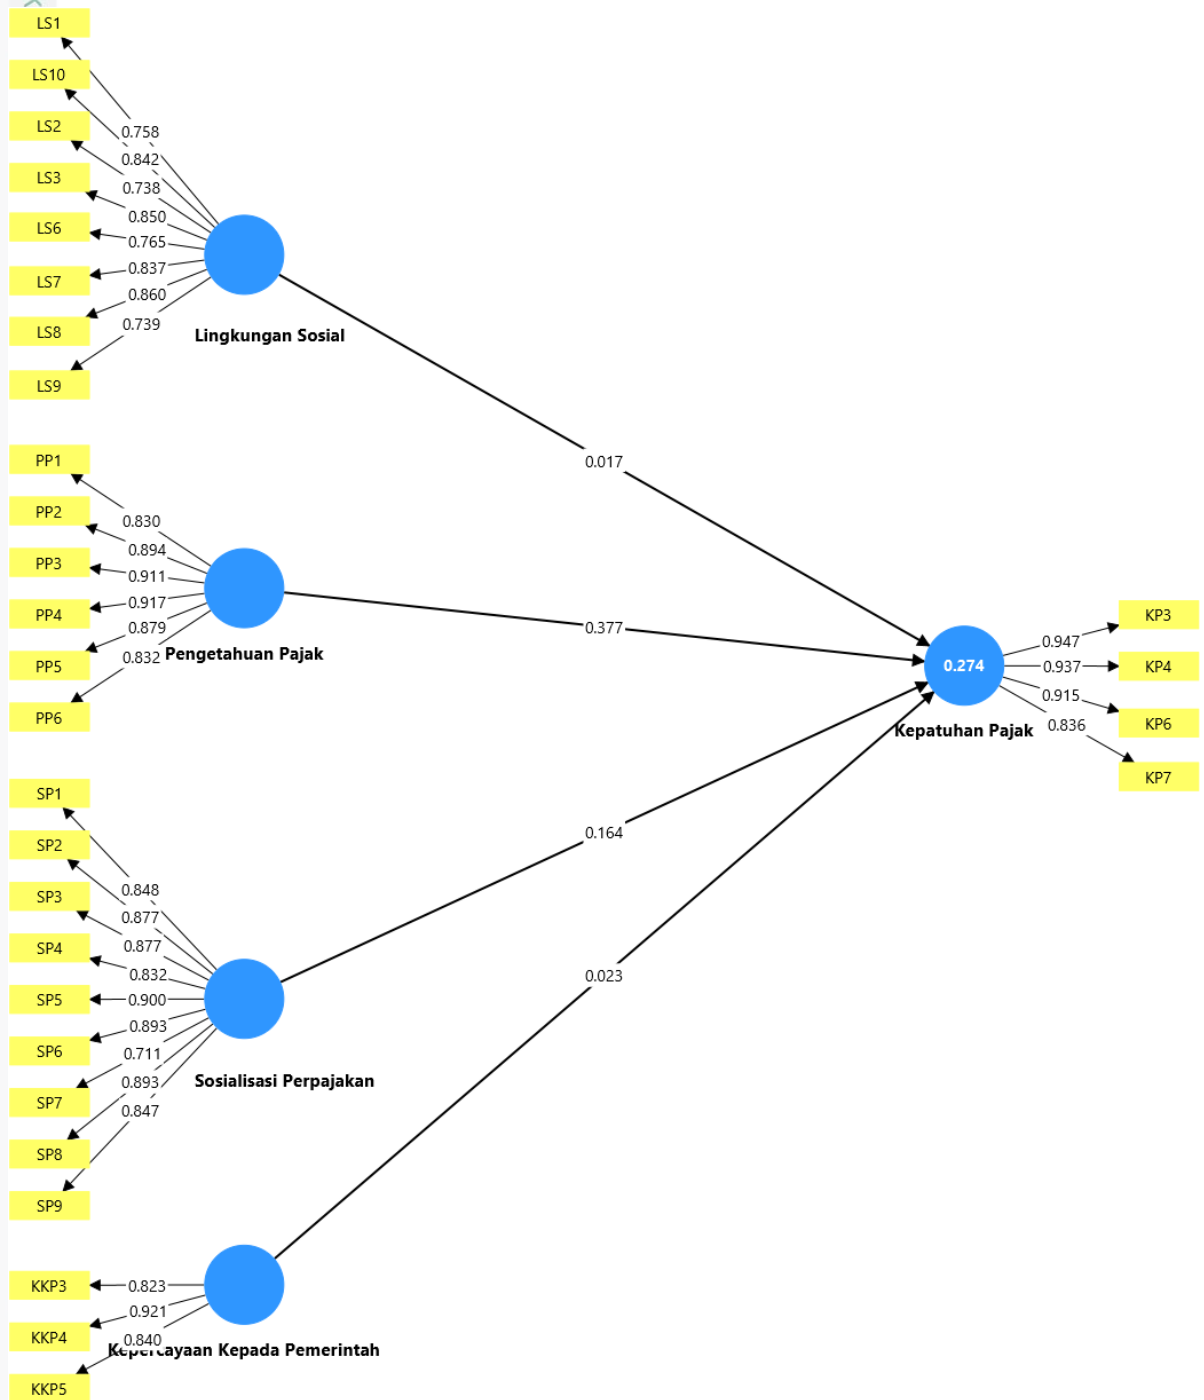 LS1
LS10
LS2
LS3
LS6
LS7
LS8
LS9
0.758
0.842
0.738
0.850
0.765
0.837
0.860
0.739
Lingkungan Sosial
0.017
PP1
PP2
PP3
PP4
PP5
PP6
0.830
0.894
0.911
0.917
0.879
0.832
Pengetahuan Pajak
0.377
SP1
SP2
SP3
SP4
SP5
SP6
SP7
SP8
SP9
0.848
0.877
0.877
0.832
0.900
0.893
0.711
0.893
0.847
Sosialisasi Perpajakan
0.164
KKP3
KKP4
KKP5
0.823
0.921
0.840
Kepercayaan Kepada Pemerintah
0.023
0.274
Kepatuhan Pajak
0.947
0.937
0.915
0.836
KP3
KP4
KP6
KP7